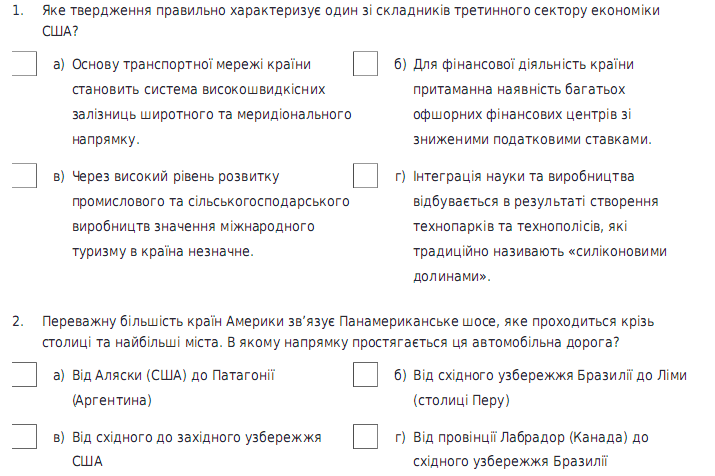 1. Яке твердження правильно характеризує один зі складників третинного сектору економіки
США?
а) Основу транспортної мережі країни
становить система високошвидкісних
залізниць широтного та меридіонального
напрямку.
б) Для фінансової діяльність країни
притаманна наявність багатьох
офшорних фінансових центрів зі
зниженими податковими ставками.
в) Через високий рівень розвитку
промислового та сільськогосподарського
виробництв значення міжнародного
туризму в країна незначне.
г) Інтеграція науки та виробництва
відбувається в результаті створення
технопарків та технополісів, які
традиційно називають «силіконовими
долинами».
2. Переважну більшість країн Америки зв’язує Панамериканське шосе, яке проходиться крізь
столиці та найбільші міста. В якому напрямку простягається ця автомобільна дорога?
а) Від Аляски (США) до Патагонії
(Аргентина)
б) Від східного узбережжя Бразилії до Ліми
(столиці Перу)
в) Від східного до західного узбережжя
США
г) Від провінції Лабрадор (Канада) до
східного узбережжя Бразилії